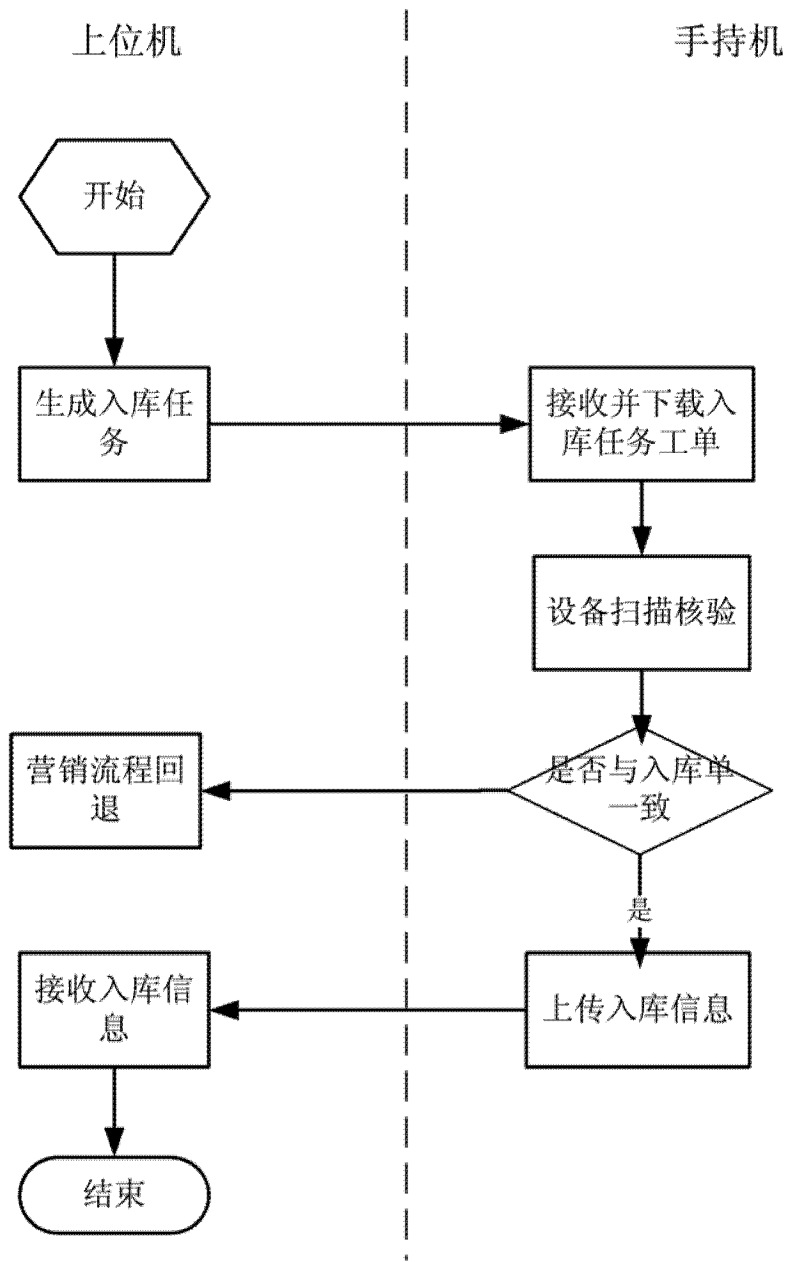 上位机
手持机
开始
生成入库任
务
接收并下载入
库任务工单
设备扫描核验
是否与入库单
一致
营销流程回
退
是
上传入库信息
接收入库信
息
结束